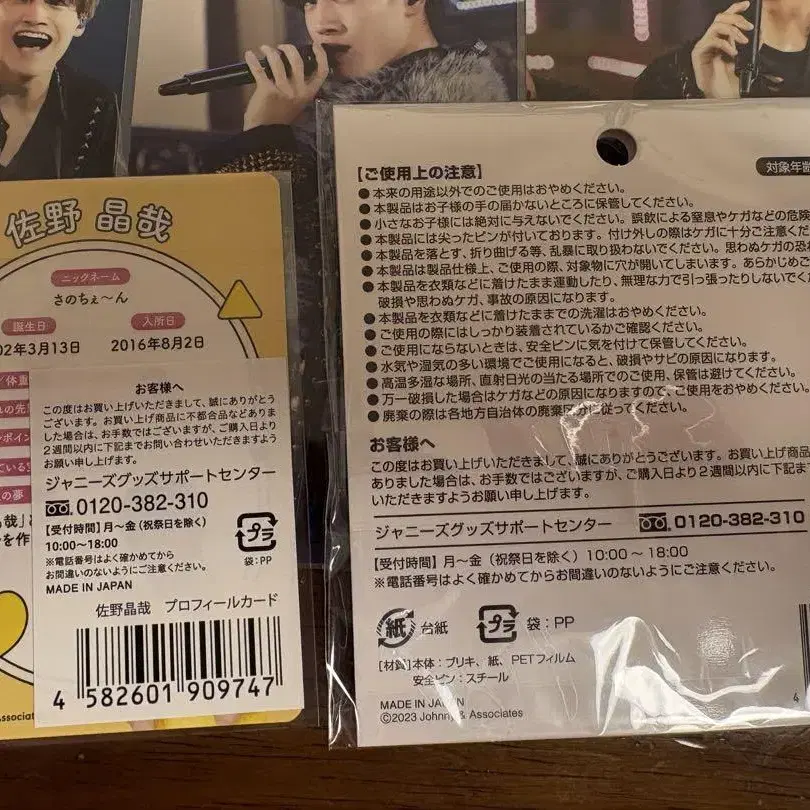 佐野 晶哉
ニックネーム
さのちぇ〜ん
誕生日
入所日
02年3月13日
2016年8月2日
お客様へ
この度はお買い上げいただきまして、誠にありがとう
ございます。お買い上げ商品に不都合品などありま
した場合は、お手数ではございますが、ご購入日より
2週間以内に下記までお問い合わせいただきますよう
お願い申し上げます。
ジャニーズグッズサポートセンター
0120-382-310
【受付時間】月〜金(祝祭日を除く)
10:00〜18:00
※電話番号はよく確かめてから
お間違いのないようにご注意ください。
MADE IN JAPAN
プラ
袋:PP
佐野晶哉 プロフィールカード
4 582601 909747
【ご使用上の注意】
対象年齢
●本来の用途以外でのご使用はおやめください。
●本製品はお子様の手の届かないところに保管してください。
●小さなお子様には絶対に与えないでください。誤飲による窒息やケガなどの危険
●本製品には尖ったピンが付いております。付け外しの際はケガに十分ご注意くだ
●本製品を落とす、折り曲げる等、乱暴に取り扱わないでください。思わぬケガの恐
●本製品は製品仕様上、ご使用の際、対象物に穴が開いてしまいます。あらかじめご
●本製品を衣類などに着けたまま運動したり、無理な力で引っ張ったりしないでく
破損や思わぬケガ、事故の原因になります。
●本製品を衣類などに着けたままでの洗濯はおやめください。
●ご使用の際にはしっかり装着されているかご確認ください。
●ご使用にならないときは、安全ピンに気を付けて保管してください。
●水気や湿気の多い環境でご使用になると、破損やサビの原因になります。
●高温多湿な場所、直射日光の当たる場所でのご使用、保管は避けてください。
●万一破損した場合はケガなどの原因になりますので、ご使用をおやめください。
●廃棄の際は各地方自治体の廃棄区分に従ってください。
お客様へ
この度はお買い上げいただきまして、誠にありがとうございます。お買い上げ商品
ありました場合は、お手数ではございますが、ご購入日より2週間以内に下記まで
いただきますようお願い申し上げます。
ジャニーズグッズサポートセンター 0120-382-310
【受付時間】月〜金(祝祭日を除く)10:00〜18:00
※電話番号はよく確かめてからお間違いのないようにご注意ください。
紙 台紙 プラ 袋:PP
[材質]本体:ブリキ、紙、PETフィルム
安全ピン:スチール
MADE IN JAPAN
©2023 Johnny & Associates